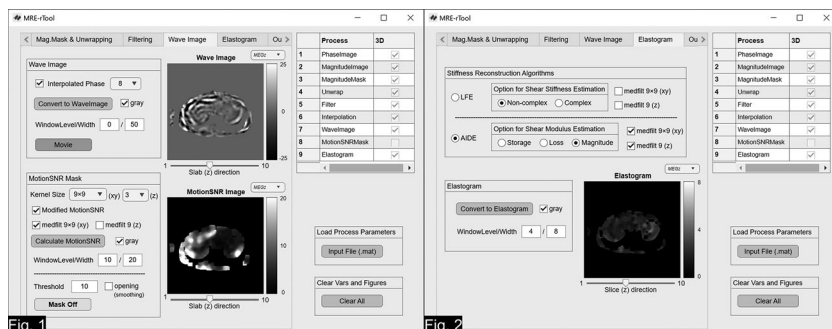 MRE-rTool
Mag.Mask & Unwrapping Filtering Wave Image Elastogram Ou
Wave Image
Interpolated Phase 8
Convert to WaveImage gray
WindowLevel/Width 0 / 50
Movie
Wave Image
MEGz
25
0
-25
1 10
Slab (z) direction
MotionSNR Mask
Kernel Size 9×9 (xy) 3 (z)
Modified MotionSNR
medfilt 9×9 (xy) medfilt 9 (z)
Calculate MotionSNR gray
WindowLevel/Width 10 / 20
Threshold 10 opening
(smoothing)
Mask Off
MotionSNR Image
MEGz
20
10
0
1 10
Slab (z) direction
Process 3D
1 PhaseImage
2 MagnitudeImage
3 MagnitudeMask
4 Unwrap
5 Filter
6 Interpolation
7 WaveImage
8 MotionSNRMask
9 Elastogram
Load Process Parameters
Input File (.mat)
Clear Vars and Figures
Clear All
Fig. 1
MRE-rTool
Mag.Mask & Unwrapping Filtering Wave Image Elastogram Ou
Stiffness Reconstruction Algorithms
LFE
Option for Shear Stiffness Estimation
Non-complex Complex
medfilt 9×9 (xy)
medfilt 9 (z)
AIDE
Option for Shear Modulus Estimation
Storage Loss Magnitude
medfilt 9×9 (xy)
medfilt 9 (z)
Elastogram
Convert to Elastogram gray
WindowLevel/Width 4 / 8
MEGz
Elastogram
8
4
0
1 10
Slice (z) direction
Process 3D
1 PhaseImage
2 MagnitudeImage
3 MagnitudeMask
4 Unwrap
5 Filter
6 Interpolation
7 WaveImage
8 MotionSNRMask
9 Elastogram
Load Process Parameters
Input File (.mat)
Clear Vars and Figures
Clear All
Fig. 2